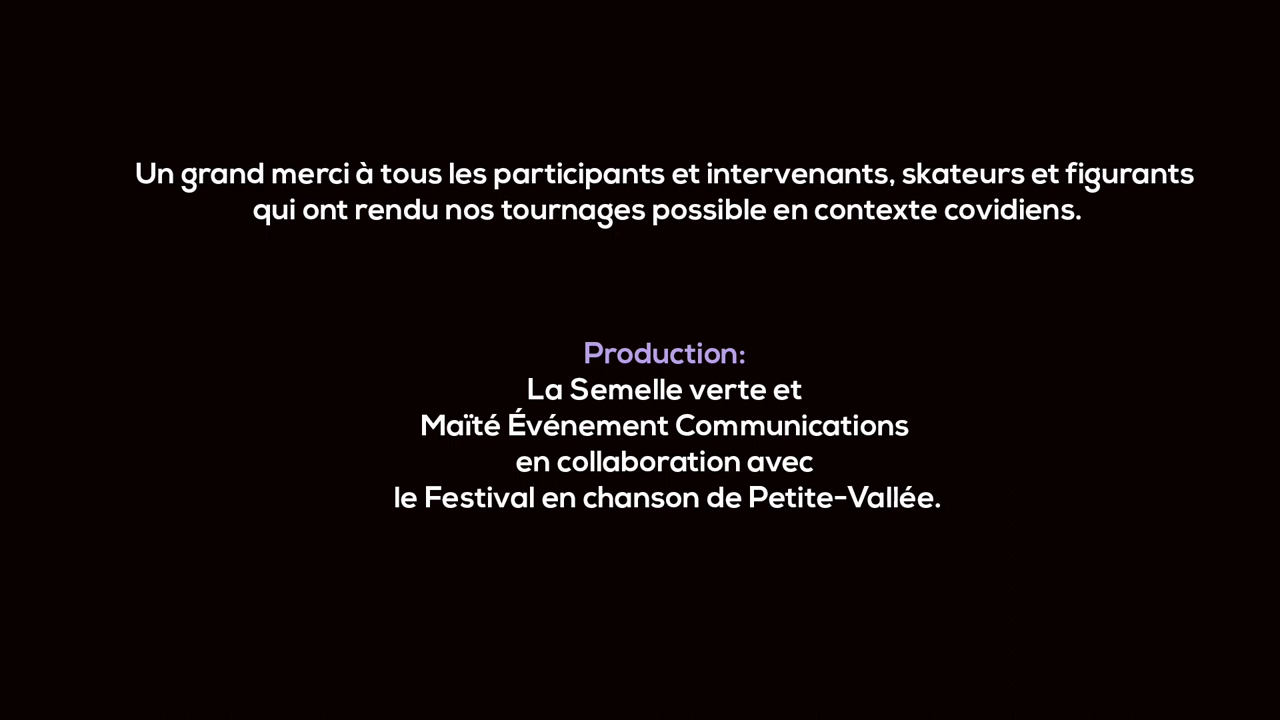 Un grand merci à tous les participants et intervenants, skateurs et figurants
qui ont rendu nos tournages possible en contexte covidiens.
Production:
La Semelle verte et
Maïté Événement Communications
en collaboration avec
le Festival en chanson de Petite-Vallée.